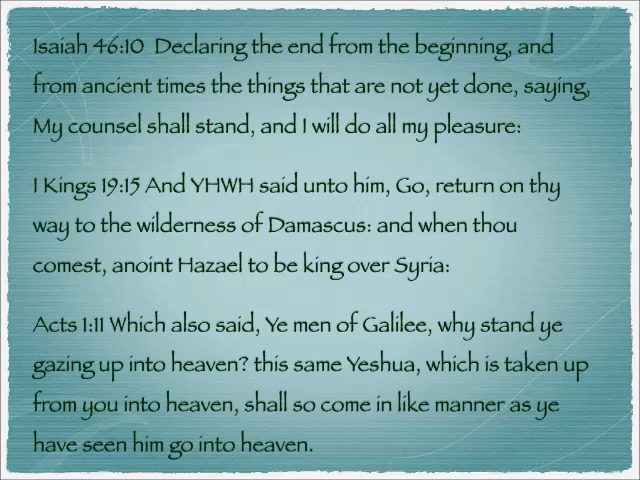 Isaiah 46:10  Declaring the end from the beginning, and
from ancient times the things that are not yet done, saying,
My counsel shall stand, and I will do all my pleasure:
I Kings 19:15 And YHWH said unto him, Go, return on thy
way to the wilderness of Damascus: and when thou
comest, anoint Hazael to be king over Syria:
Acts 1:11 Which also said, Ye men of Galilee, why stand ye
gazing up into heaven? this same Yeshua, which is taken up
from you into heaven, shall so come in like manner as ye
have seen him go into heaven.